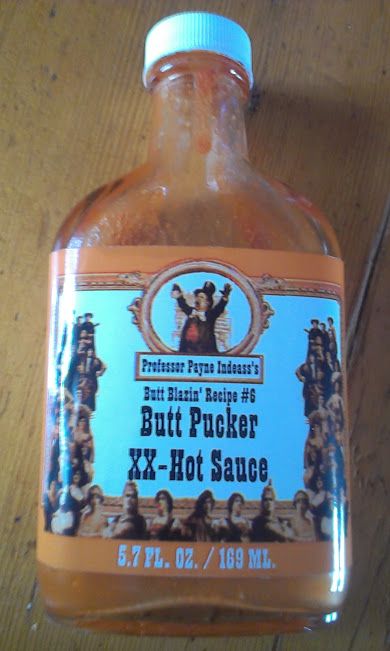 Professor Payne Indeass's
Butt Blazin' Recipe #6
Butt Pucker
XX-Hot Sauce
5.7 FL. OZ. / 169 ML.